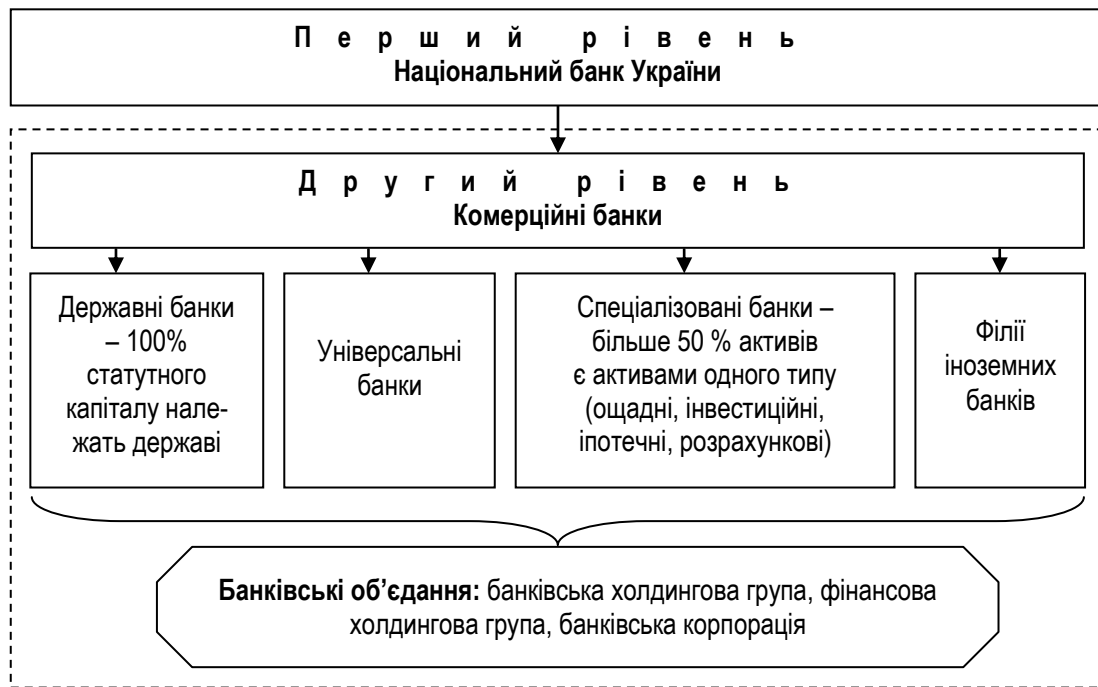 П е р ш и й р і в е н ь
Національний банк України
Д р у г и й р і в е н ь
Комерційні банки
Державні банки
– 100%
статутного
капіталу нале-
жать державі
Універсальні
банки
Спеціалізовані банки –
більше 50 % активів
є активами одного типу
(ощадні, інвестиційні,
іпотечні, розрахункові)
Філії
іноземних
банків
Банківські об’єдання: банківська холдингова група, фінансова
холдингова група, банківська корпорація